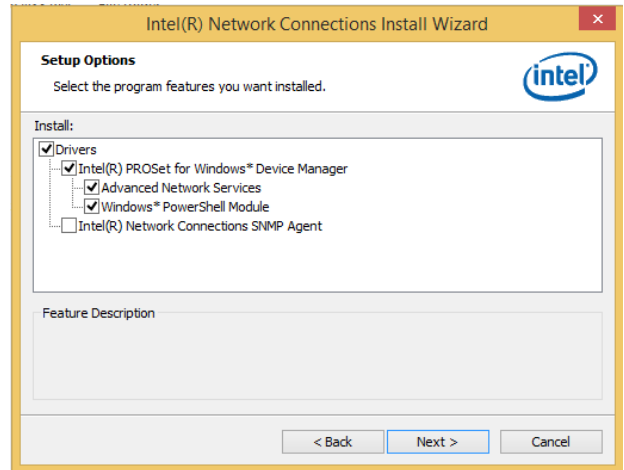 Intel(R) Network Connections Install Wizard
Setup Options
Select the program features you want installed.
intel
Install:
Drivers
Intel(R) PROSet for Windows* Device Manager
Advanced Network Services
Windows* PowerShell Module
Intel(R) Network Connections SNMP Agent
Feature Description
< Back
Next >
Cancel